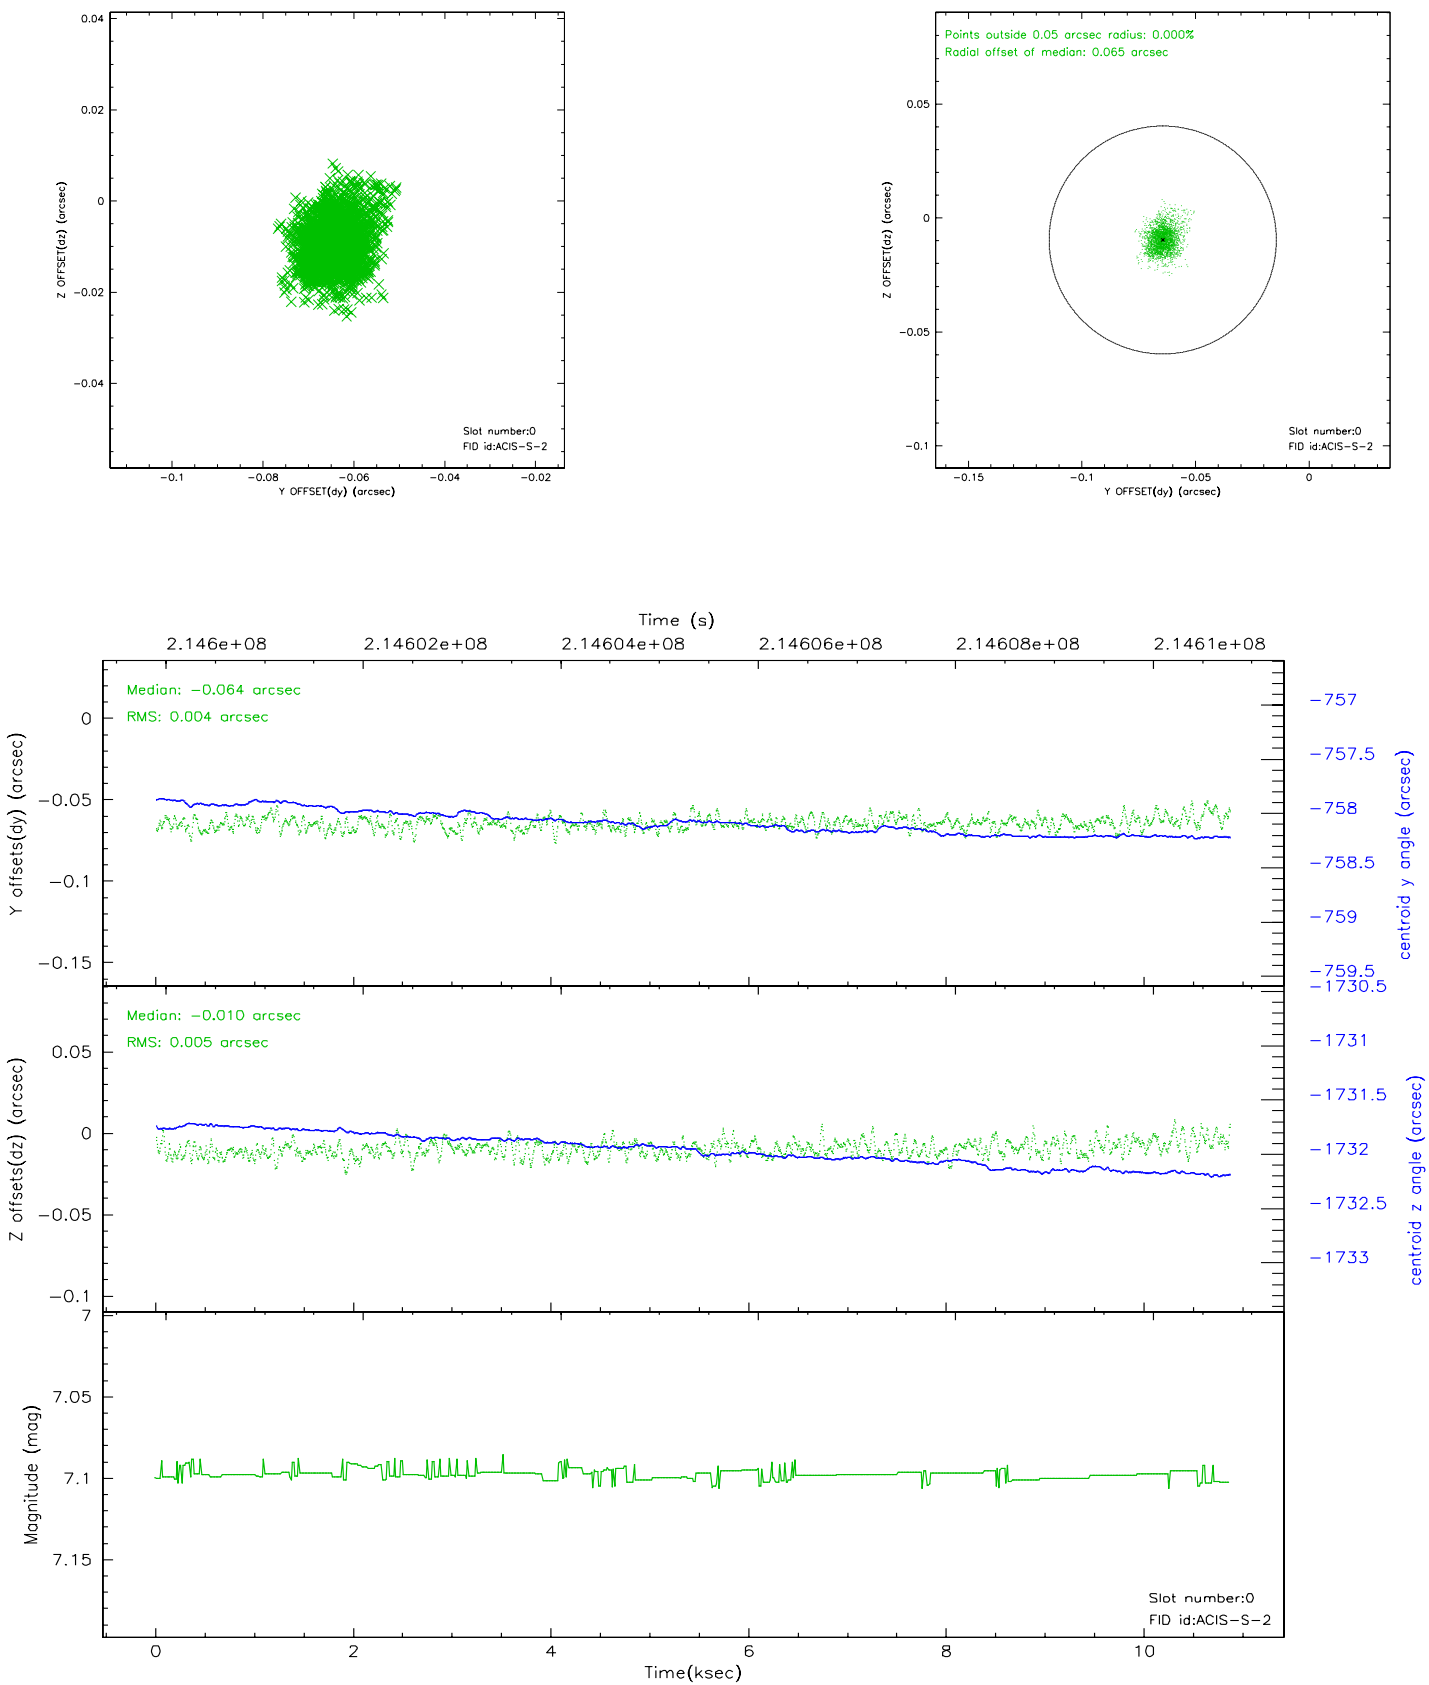 0.04
0.02
0
−0.02
−0.04
Z OFFSET(dz) (arcsec)
Slot number:0
FID id:ACIS−S−2
−0.1
−0.08
−0.06
−0.04
−0.02
Y OFFSET(dy) (arcsec)
Points outside 0.05 arcsec radius: 0.000%
Radial offset of median: 0.065 arcsec
0.05
0
−0.05
−0.1
Z OFFSET(dz) (arcsec)
Slot number:0
FID id:ACIS−S−2
−0.15
−0.1
−0.05
0
Y OFFSET(dy) (arcsec)
Time (s)
2.146e+08
2.14602e+08
2.14604e+08
2.14606e+08
2.14608e+08
2.1461e+08
Median: −0.064 arcsec
RMS: 0.004 arcsec
0
−0.05
−0.1
−0.15
Y offsets(dy) (arcsec)
−757
−757.5
−758
−758.5
−759
−759.5
centroid y angle (arcsec)
Median: −0.010 arcsec
RMS: 0.005 arcsec
0.05
0
−0.05
−0.1
Z offsets(dz) (arcsec)
−1730.5
−1731
−1731.5
−1732
−1732.5
−1733
centroid z angle (arcsec)
7
7.05
7.1
7.15
Magnitude (mag)
Slot number:0
FID id:ACIS−S−2
0
2
4
6
8
10
Time(ksec)